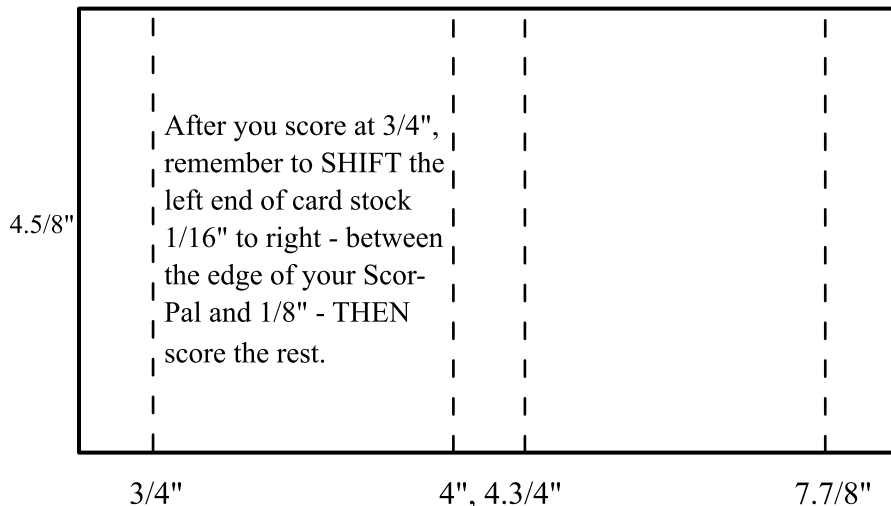 After you score at 3/4",
remember to SHIFT the
left end of card stock
1/16" to right - between
the edge of your Scor-
Pal and 1/8" - THEN
score the rest.
4.5/8"
3/4"
4", 4.3/4"
7.7/8"